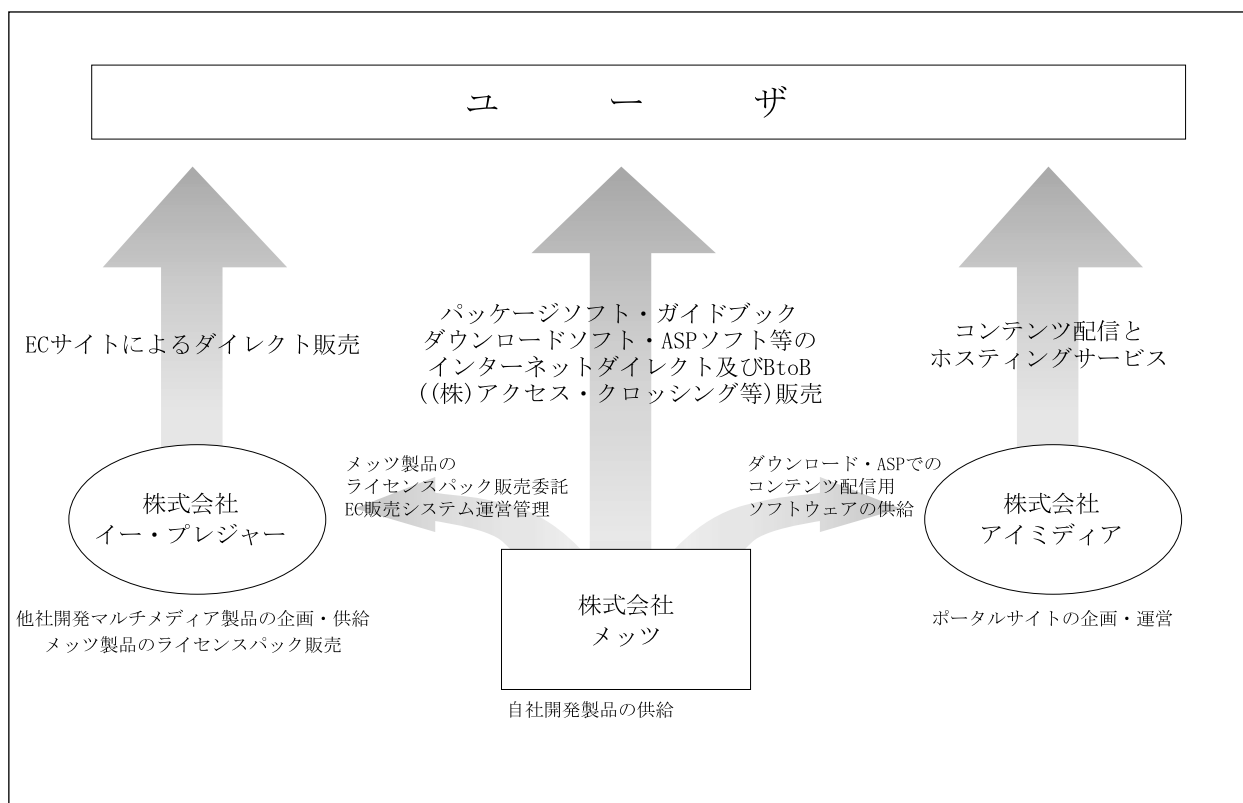 ユーザ
ECサイトによるダイレクト販売
パッケージソフト・ガイドブック
ダウンロードソフト・ASPソフト等の
インターネットダイレクト及びBtoB
((株)アクセス・クロッシング等)販売
コンテンツ配信と
ホスティングサービス
株式会社
イー・プレジャー
メッツ製品の
ライセンスパック販売委託
EC販売システム運営管理
ダウンロード・ASPでの
コンテンツ配信用
ソフトウェアの供給
株式会社
アイミディア
他社開発マルチメディア製品の企画・供給
メッツ製品のライセンスパック販売
株式会社
メッツ
ポータルサイトの企画・運営
自社開発製品の供給